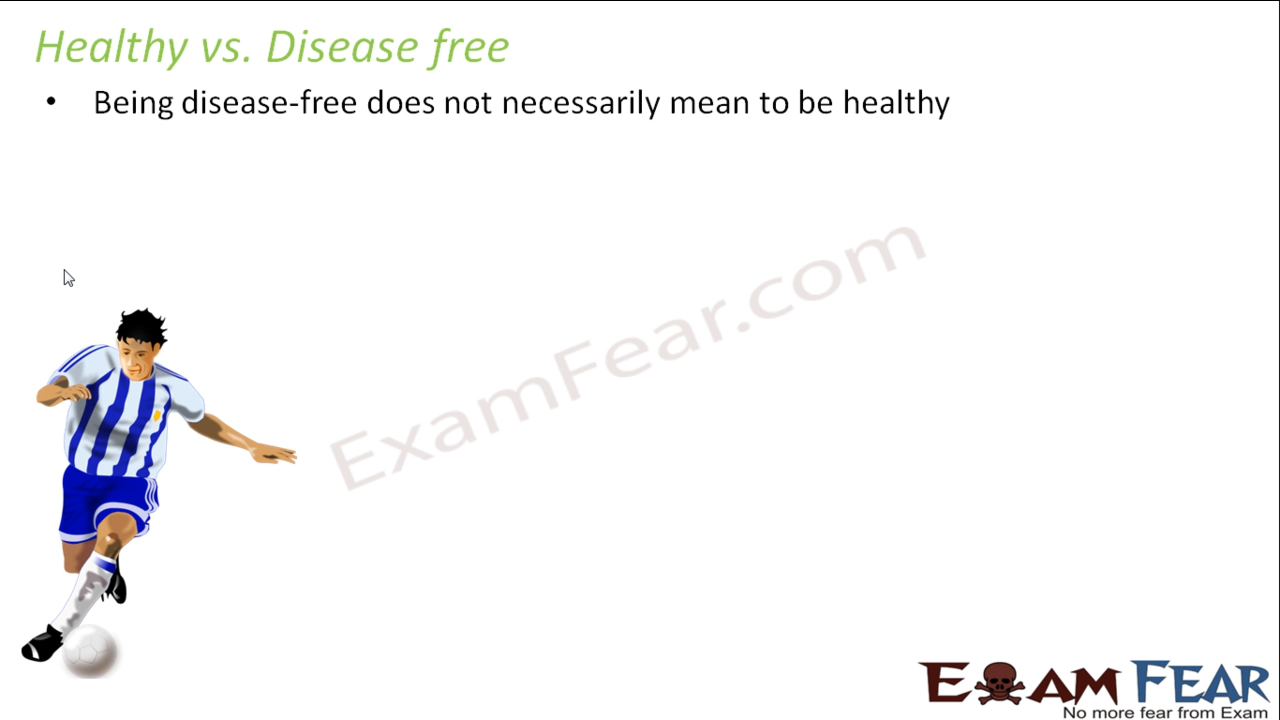 Healthy vs. Disease free
• Being disease-free does not necessarily mean to be healthy
ExamFear.com
EXAM FEAR
No more fear from Exam